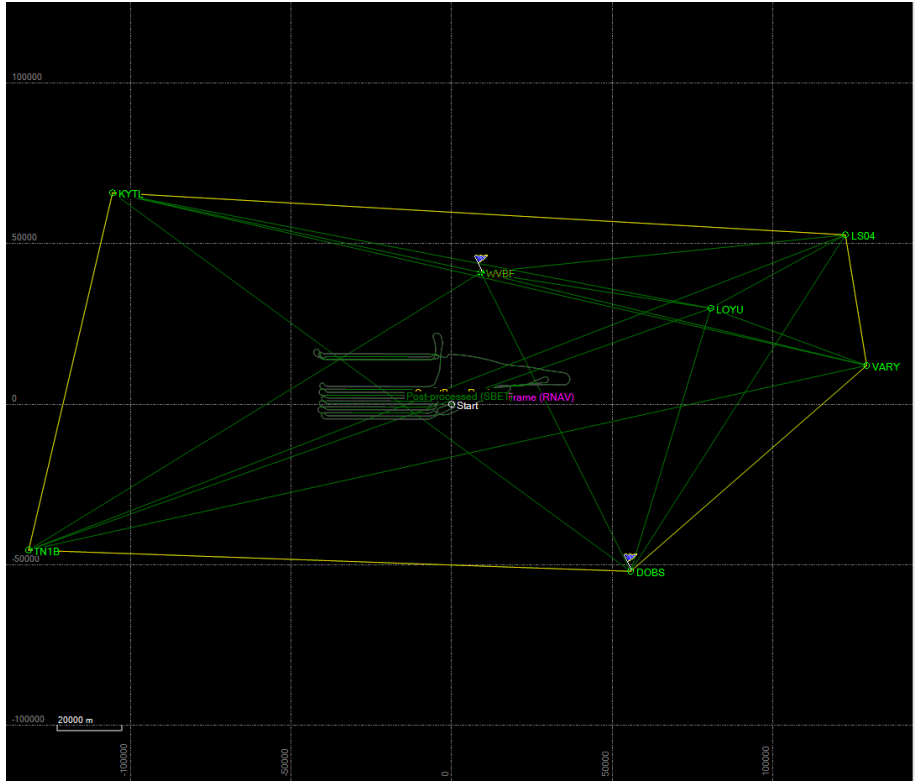 100000
KYTL
LS04
50000
WVBF
LOYU
VARY
0
Post-processed (SBET
Frame (RNAV)
Start
TN1B
-50000
DOBS
-100000
20000 m
-100000
-50000
0
50000
100000